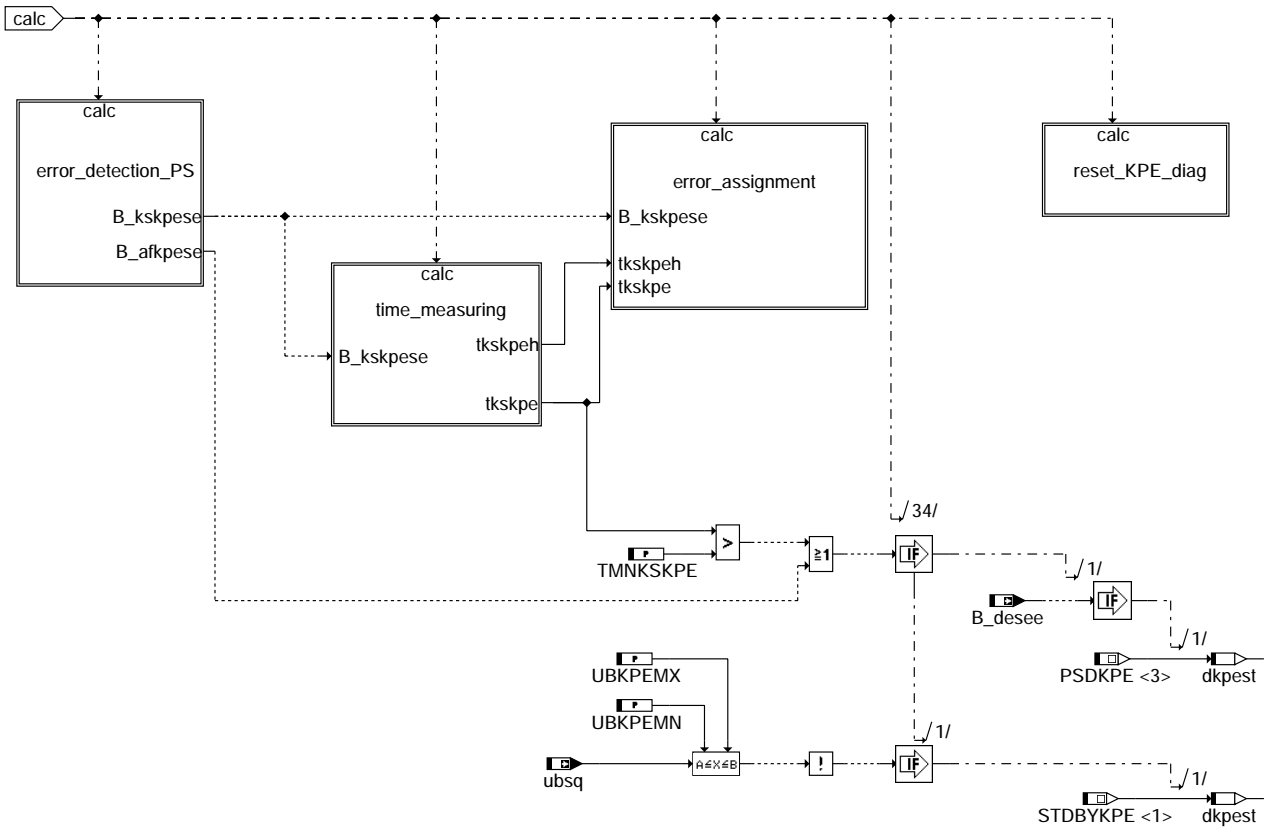 calc
calc
error_detection_PS
B_kskpese
B_afkpese
calc
error_assignment
B_kskpese
tkskpeh
tkskpe
calc
reset_KPE_diag
calc
time_measuring
B_kskpese
tkskpeh
tkskpe
/34/
>
TMNKSKPE
≧1
IF
/1/
B_desee
IF
/1/
P
UBKPEMX
PSDKPE <3>
dkpest
P
UBKPEMN
/1/
ubsq
A≤X≤B
!
IF
/1/
STDBYKPE <1>
dkpest
P